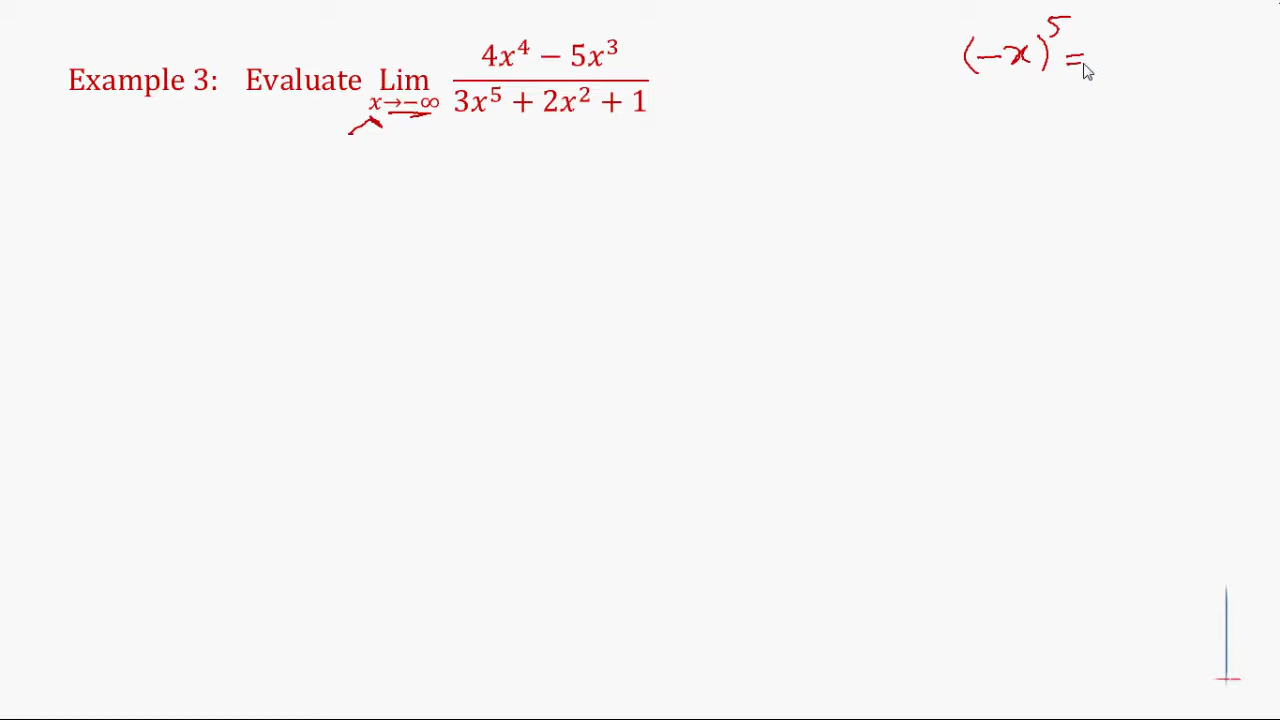 Example 3: Evaluate Lim x→−∞ (4x⁴ − 5x³)/(3x⁵ + 2x² + 1)
(−x)⁵ =